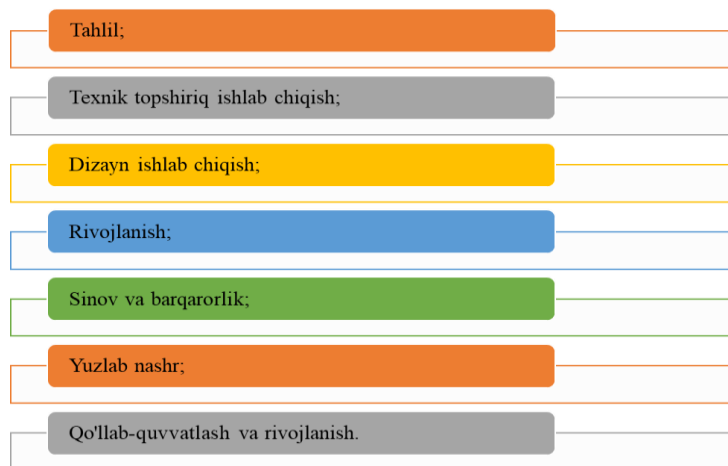 Tahlil;
Texnik topshiriq ishlab chiqish;
Dizayn ishlab chiqish;
Rivojlanish;
Sinov va barqarorlik;
Yuzlab nashr;
Qo'llab-quvvatlash va rivojlanish.